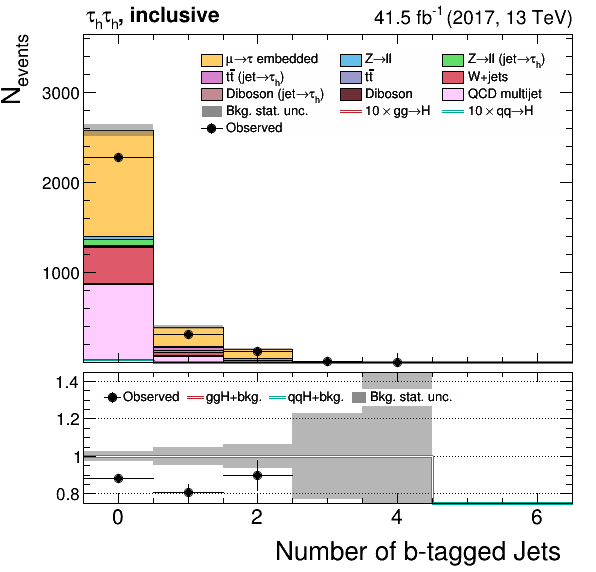 τhτh, inclusive 41.5 fb⁻¹ (2017, 13 TeV)
Nevents
μ→τ embedded Z→ll Z→ll (jet→τh)
tt̄ (jet→τh) tt̄ W+jets
Diboson (jet→τh) Diboson QCD multijet
Bkg. stat. unc. 10 × gg→H 10 × qq→H
Observed
3000
2000
1000
1.4
Observed ggH+bkg. qqH+bkg. Bkg. stat. unc.
1.2
1
0.8
0 2 4 6
Number of b-tagged Jets